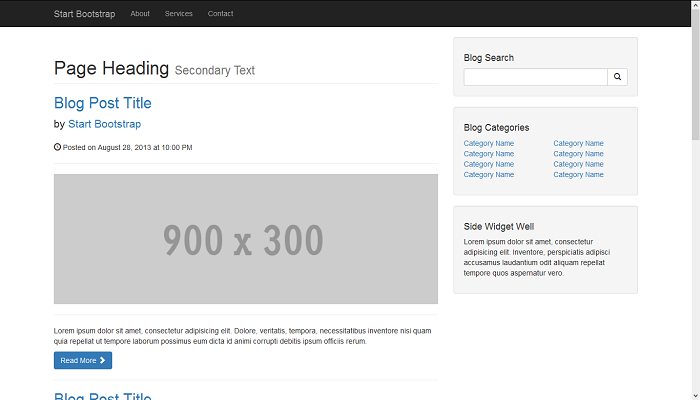 Start Bootstrap About Services Contact
Page Heading Secondary Text
Blog Post Title
by Start Bootstrap
Posted on August 28, 2013 at 10:00 PM
900 x 300
Lorem ipsum dolor sit amet, consectetur adipisicing elit. Dolore, veritatis, tempora, necessitatibus inventore nisi quam
quia repellat ut tempore laborum possimus eum dicta id animi corrupti debitis ipsum officiis rerum.
Read More
Blog Post Title
Blog Search
Blog Categories
Category Name Category Name
Category Name Category Name
Category Name Category Name
Category Name Category Name
Side Widget Well
Lorem ipsum dolor sit amet, consectetur
adipisicing elit. Inventore, perspiciatis adipisci
accusamus laudantium odit aliquam repellat
tempore quos aspernatur vero.